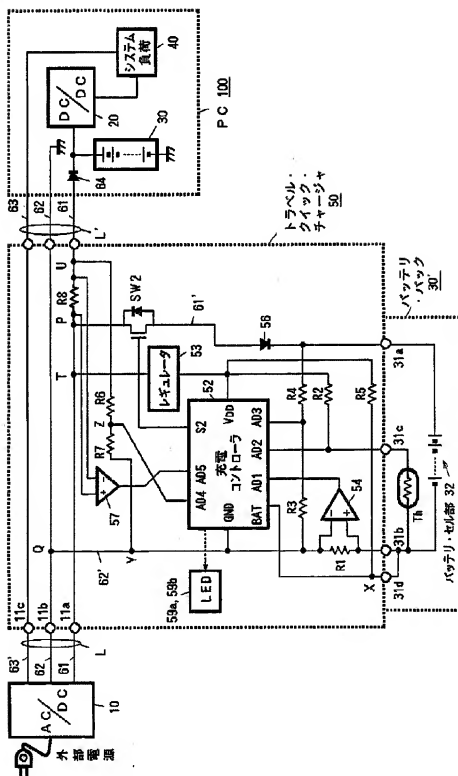 外部電源
AC/DC
10
L
63'
62
61
11c
11b
11a
Q
62'
Y
T
P
R8
U
Z
R7
R6
57
L'
63
62
61
64
DC/DC
20
30
システム負荷
40
PC 100
トラベル・クイック・チャージャ
50
SW2
61'
56
レギュレータ
53
52
S2
VDD
AD5
AD4
充電コントローラ
AD3
AD2
AD1
GND
BAT
LED
59a, 59b
R4
R2
R5
R3
54
R1
X
31a
31c
31b
31d
Th
バッテリ・パック
30'
バッテリ・セル部 32